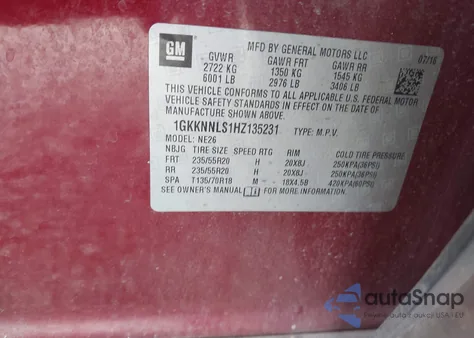 GM
MFD BY GENERAL MOTORS LLC
07/16
GVWR GAWR FRT GAWR RR
2722 KG 1350 KG 1545 KG
6001 LB 2976 LB 3406 LB
THIS VEHICLE CONFORMS TO ALL APPLICABLE U.S. FEDERAL MOTOR
VEHICLE SAFETY STANDARDS IN EFFECT ON THE DATE OF
MANUFACTURE SHOWN ABOVE.
1GKKNNLS1HZ135231 TYPE: M.P.V.
MODEL: NE26
NBJG TIRE SIZE SPEED RTG RIM COLD TIRE PRESSURE
FRT 235/55R20 H 20X8J 250KPA(36PSI)
RR 235/55R20 H 20X8J 250KPA(36PSI)
SPA T135/70R18 M 18X4.5B 420KPA(60PSI)
SEE OWNER'S MANUAL FOR MORE INFORMATION.
autoSnap